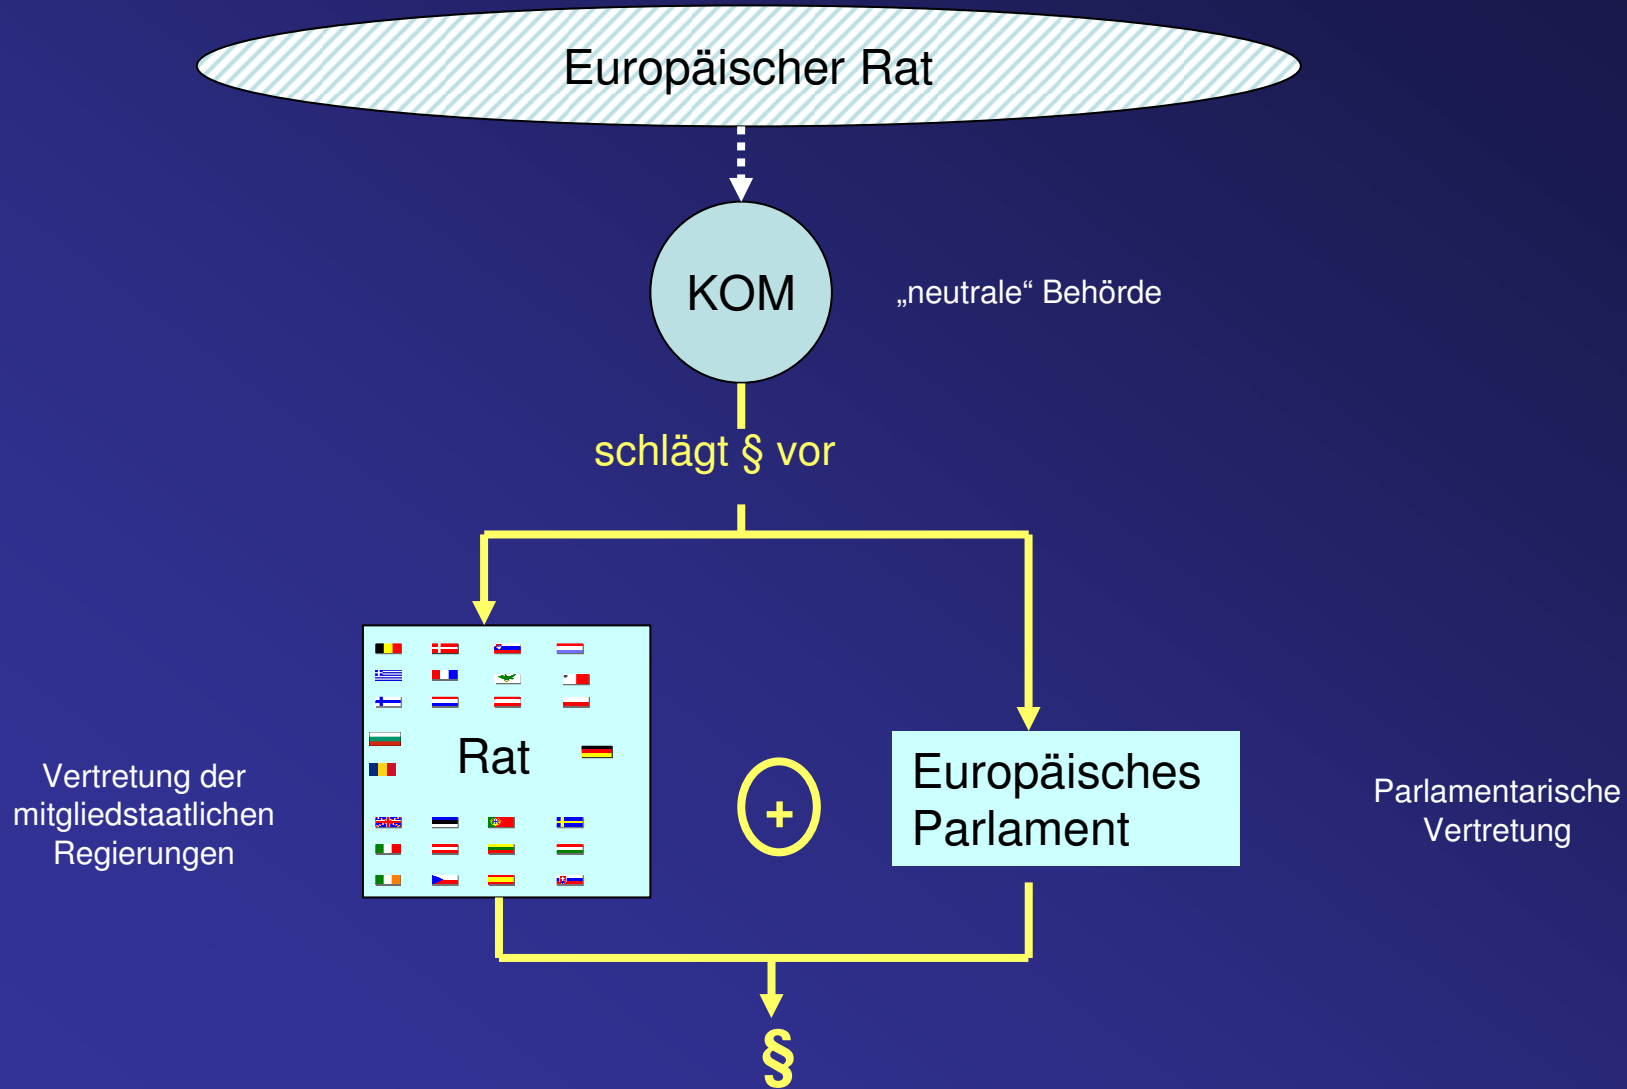 Europäischer Rat
KOM
„neutrale“ Behörde
schlägt § vor
Rat
Vertretung der
mitgliedstaatlichen
Regierungen
+
Europäisches
Parlament
Parlamentarische
Vertretung
§